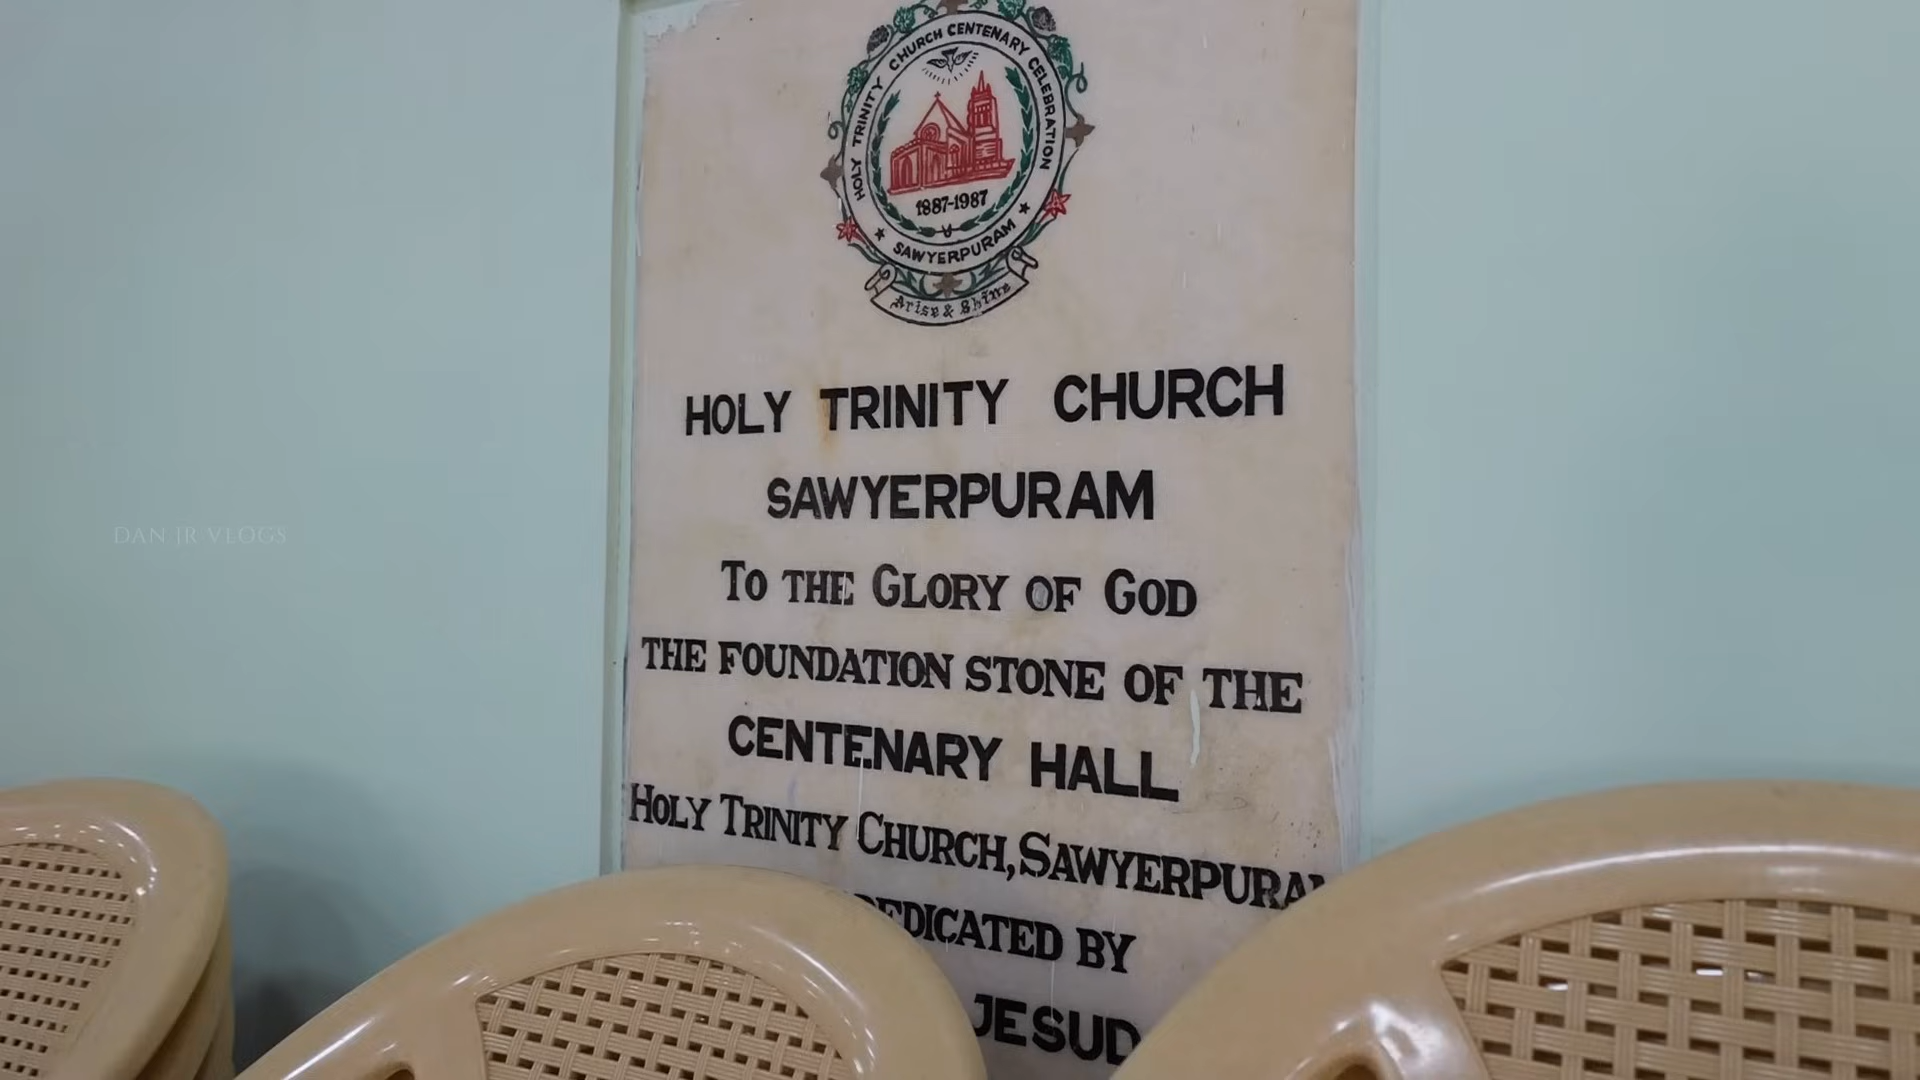 HOLY TRINITY CHURCH CENTENARY CELEBRATION
1887-1987
★ SAWYERPURAM ★
Arise & Shine
HOLY TRINITY CHURCH
SAWYERPURAM
TO THE GLORY OF GOD
THE FOUNDATION STONE OF THE
CENTENARY HALL
HOLY TRINITY CHURCH, SAWYERPURAM
DEDICATED BY
JESUD
DAN JR VLOGS